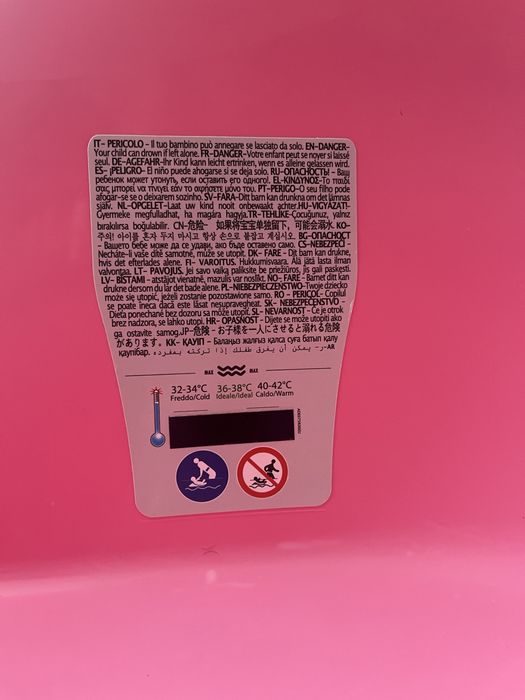 IT- PERICOLO - Il tuo bambino può annegare se lasciato da solo. EN-DANGER-
Your child can drown if left alone. FR-DANGER-Votre enfant peut se noyer si laissé
seul. DE-AGEFAHR-Ihr Kind kann leicht ertrinken, wenn es alleine gelassen wird.
ES- ¡PELIGRO- El niño puede ahogarse si se deja solo. RU-ОПАСНОСТЬ! - Ваш
ребенок может утонуть, если оставить его одного!. EL-ΚΙΝΔΥΝΟΣ-Το παιδί
σας μπορεί να πνιγεί εάν το αφήσετε μόνο του. PT-PERIGO-O seu filho pode
afogar-se se o deixarem sozinho. SV-FARA-Ditt barn kan drunkna om det lämnas
själv. NL-OPGELET-Laat uw kind nooit onbewaakt achter.HU-VIGYÁZAT!-
Gyermeke megfulladhat, ha magára hagyja.TR-TEHLİKE-Çocuğunuz, yalnız
bırakılırsa boğulabilir. CN-危险- 如果将宝宝单独留下，可能会溺水. KO-
주의! 아이를 혼자 두지 마시고 항상 손으로 붙잡고 계십시오. BG-ОПАСНОСТ
- Вашето бебе може да се удави, ако бъде оставено само. CS-NEBEZPEČÍ -
Necháte-li vaše dítě samotné, může se utopit. DK- FARE - Dit barn kan drukne,
hvis det efterlades alene. FI- VAROITUS. Hukkumisvaara. Älä jätä lasta ilman
valvontaa. LT- PAVOJUS. Jei savo vaiką paliksite be priežiūros, jis gali paskęsti.
LV- BĪSTAMI - atstājot vienatnē, mazulis var noslīkt. NO- FARE - Barnet ditt kan
drukne dersom du lar det bade alene. PL-NIEBEZPIECZEŃSTWO-Twoje dziecko
może się utopić, jeżeli zostanie pozostawione samo. RO - PERICOL- Copilul
se poate îneca dacă este lăsat nesupravegheat. SK- NEBEZPEČENSTVO -
Dieťa ponechané bez dozoru sa môže utopiť. SL- NEVARNOST - Če je otrok
brez nadzora, se lahko utopi. HR- OPASNOST - Dijete se može utopiti ako
ga ostavite samog.JP-危険 - お子様を一人にさせると溺れる危険
があります。KK- ҚАУІП - Балаңыз жалғыз қалса суға батып қалу
қаупі бар. AR-ر- يمكن أن يغرق طفلك إذا تركته بمفرده
MAX MAX
32-34°C 36-38°C 40-42°C
Freddo/Cold Ideale/Ideal Caldo/Warm